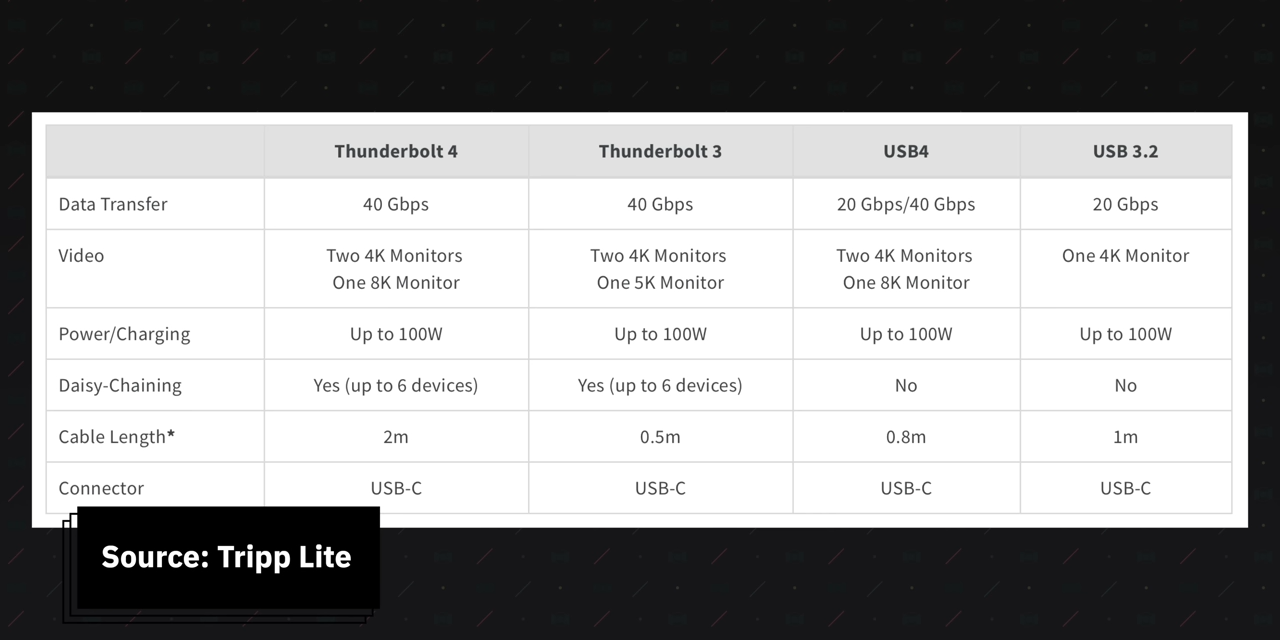 Thunderbolt 4 Thunderbolt 3 USB4 USB 3.2
Data Transfer 40 Gbps 40 Gbps 20 Gbps/40 Gbps 20 Gbps
Video Two 4K Monitors Two 4K Monitors Two 4K Monitors One 4K Monitor
One 8K Monitor One 5K Monitor One 8K Monitor
Power/Charging Up to 100W Up to 100W Up to 100W Up to 100W
Daisy-Chaining Yes (up to 6 devices) Yes (up to 6 devices) No No
Cable Length* 2m 0.5m 0.8m 1m
Connector USB-C USB-C USB-C USB-C
Source: Tripp Lite